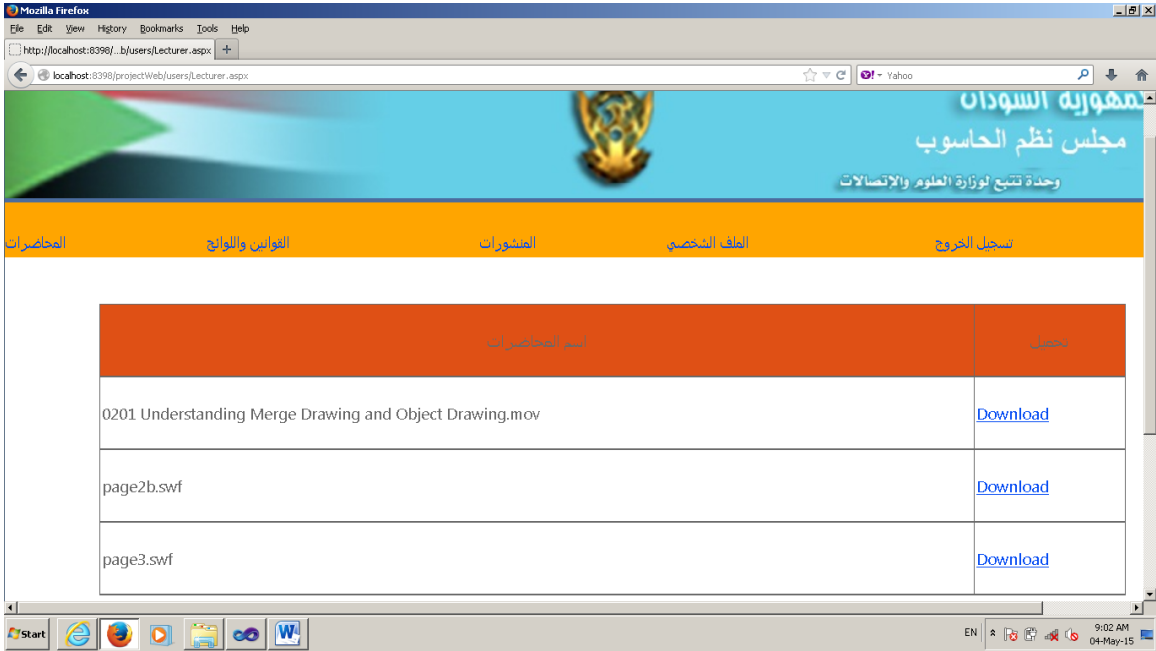 Mozilla Firefox
File Edit View History Bookmarks Tools Help
http://localhost:8398/...b/users/Lecturer.aspx +
localhost:8398/projectWeb/users/Lecturer.aspx
Yahoo
جمهورية السودان
مجلس نظم الحاسوب
وحدة تتبع لوزارة العلوم والاتصالات
المحاضرات القوانين واللوائح المنشورات الملف الشخصي تسجيل الخروج
اسم المحاضرات تحميل
0201 Understanding Merge Drawing and Object Drawing.mov Download
page2b.swf Download
page3.swf Download
Start
EN
9:02 AM
04-May-15